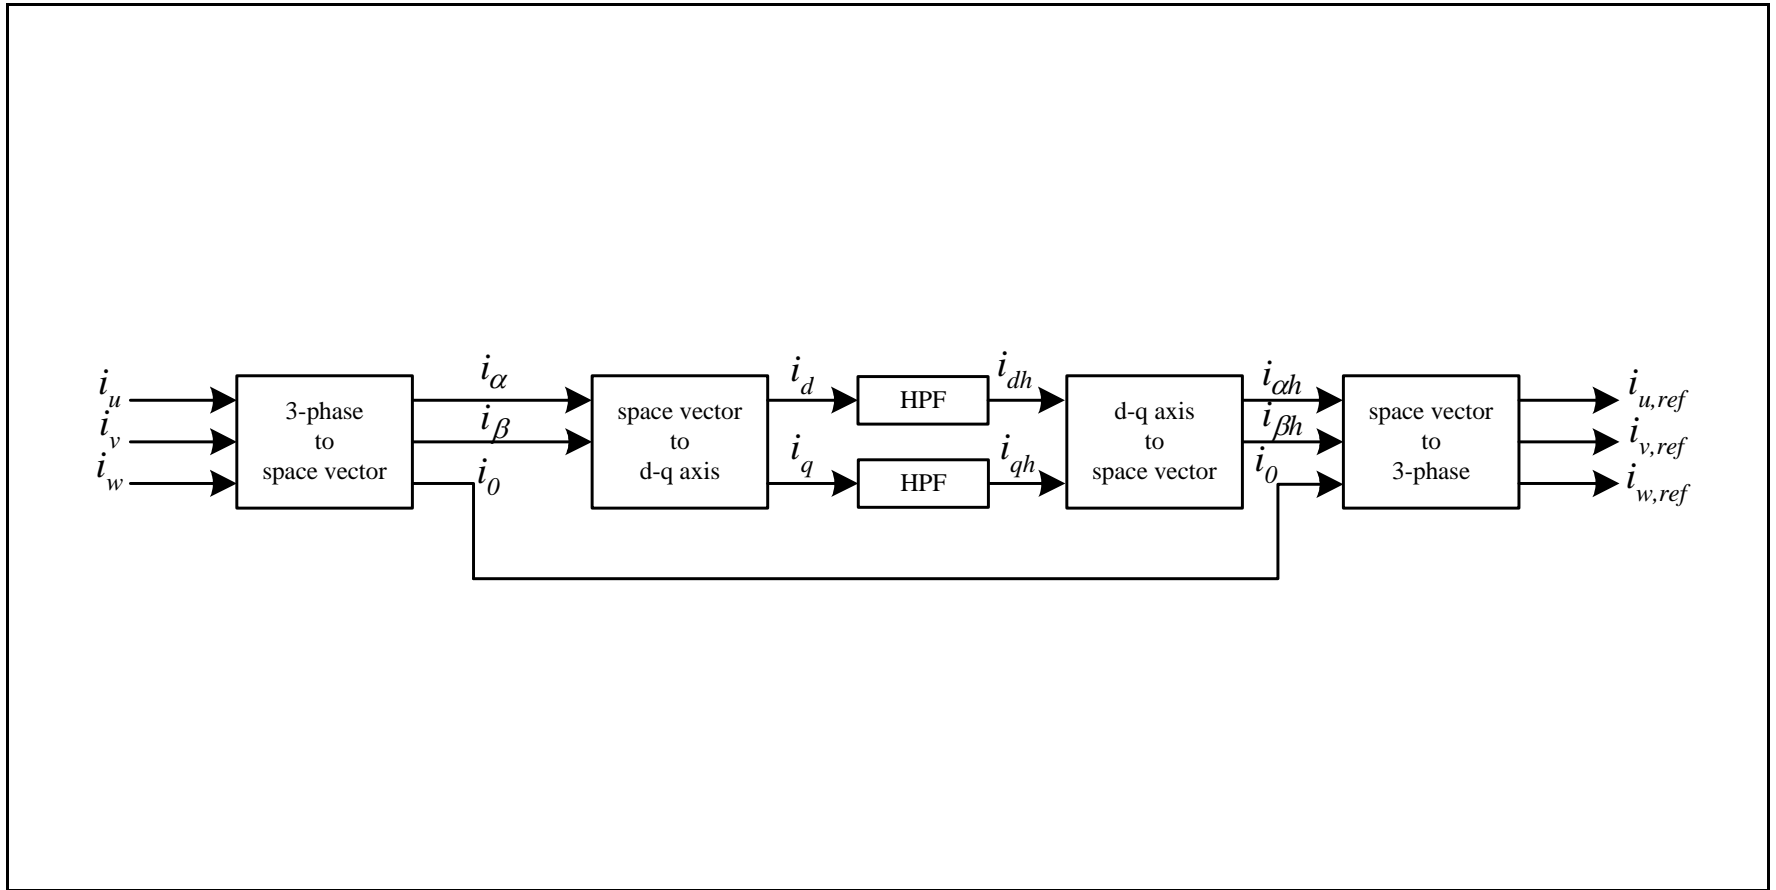 i_u
i_v
i_w
3-phase
to
space vector
i_α
i_β
i_0
space vector
to
d-q axis
i_d
i_q
HPF
HPF
i_dh
i_qh
d-q axis
to
space vector
i_αh
i_βh
i_0
space vector
to
3-phase
i_u,ref
i_v,ref
i_w,ref